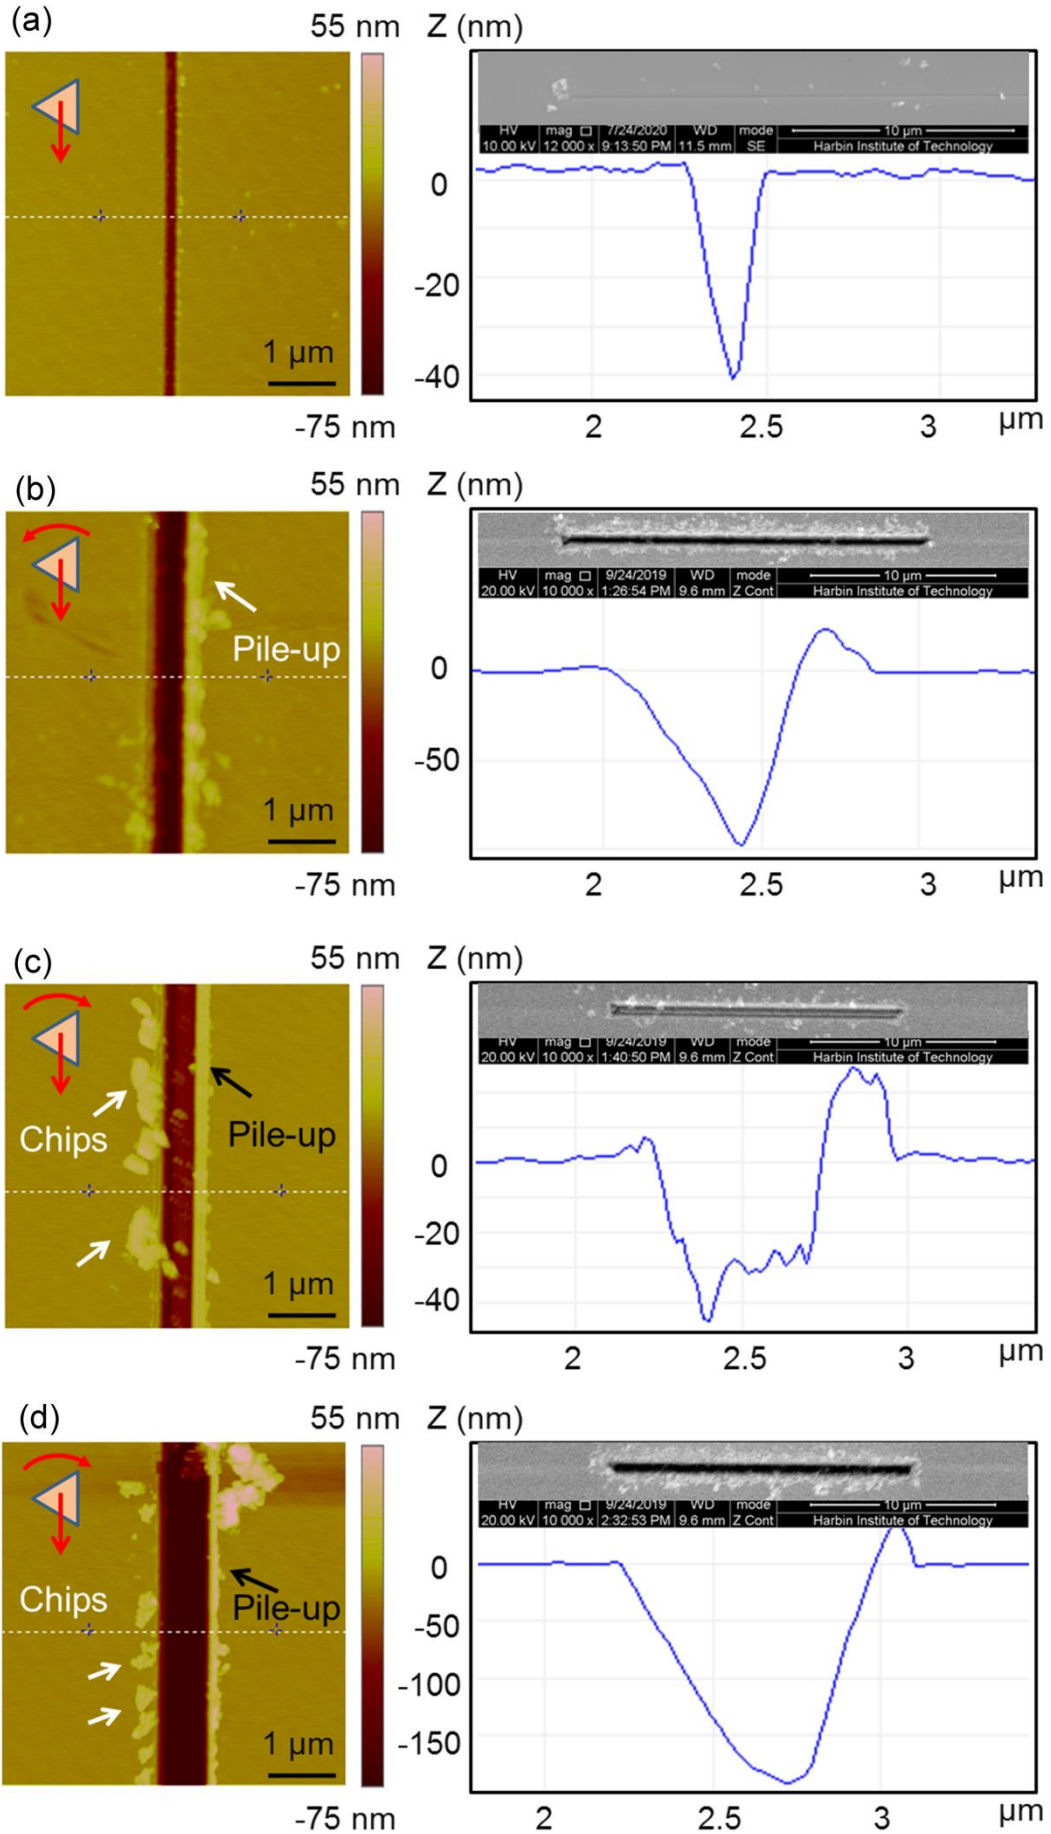 (a)
55 nm Z (nm)
HV mag □ 7/24/2020 WD mode 10 µm
10.00 kV 12 000 x 9:13:50 PM 11.5 mm SE Harbin Institute of Technology
0
-20
1 µm
-40
-75 nm 2 2.5 3 µm
(b)
55 nm Z (nm)
HV mag □ 9/24/2019 WD mode 10 µm
20.00 kV 10 000 x 1:26:54 PM 9.6 mm Z Cont Harbin Institute of Technology
Pile-up
0
-50
1 µm
-75 nm 2 2.5 3 µm
(c)
55 nm Z (nm)
HV mag □ 9/24/2019 WD mode 10 µm
20.00 kV 10 000 x 1:40:50 PM 9.6 mm Z Cont Harbin Institute of Technology
Chips Pile-up
0
-20
1 µm
-40
-75 nm 2 2.5 3 µm
(d)
55 nm Z (nm)
HV mag □ 9/24/2019 WD mode 10 µm
20.00 kV 10 000 x 2:32:53 PM 9.6 mm Z Cont Harbin Institute of Technology
0
Chips Pile-up
-50
-100
1 µm
-150
-75 nm 2 2.5 3 µm